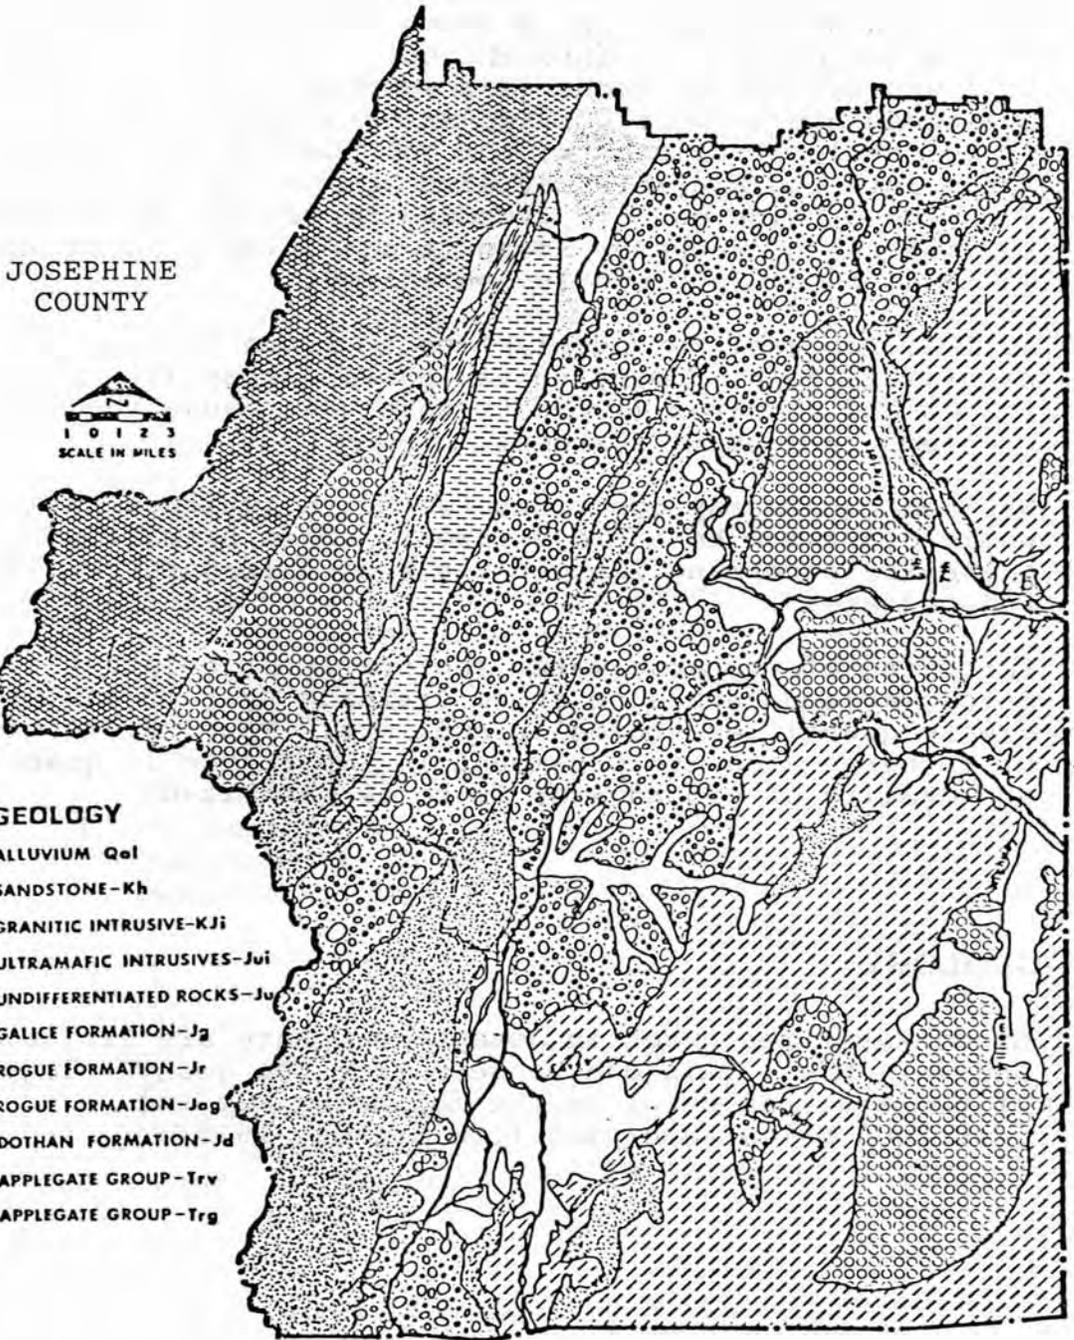 JOSEPHINE
COUNTY
1 0 1 2 3
SCALE IN MILES
GEOLOGY
ALLUVIUM Qal
SANDSTONE-Kh
GRANITIC INTRUSIVE-KJi
ULTRAMAFIC INTRUSIVES-Jui
UNDIFFERENTIATED ROCKS-Ju
GALICE FORMATION-Jg
ROGUE FORMATION-Jr
ROGUE FORMATION-Jag
DOTHAN FORMATION-Jd
APPLEGATE GROUP-Trv
APPLEGATE GROUP-Trg
7th
River